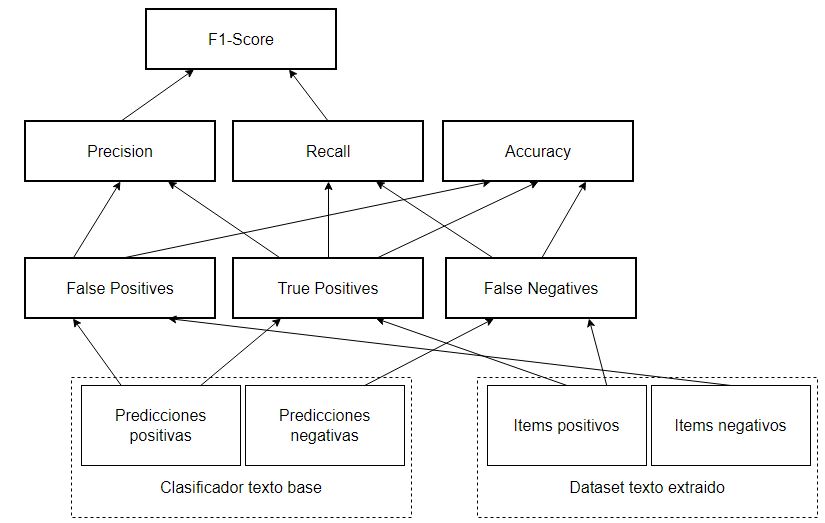 F1-Score
Precision
Recall
Accuracy
False Positives
True Positives
False Negatives
Predicciones
positivas
Predicciones
negativas
Items positivos
Items negativos
Clasificador texto base
Dataset texto extraido